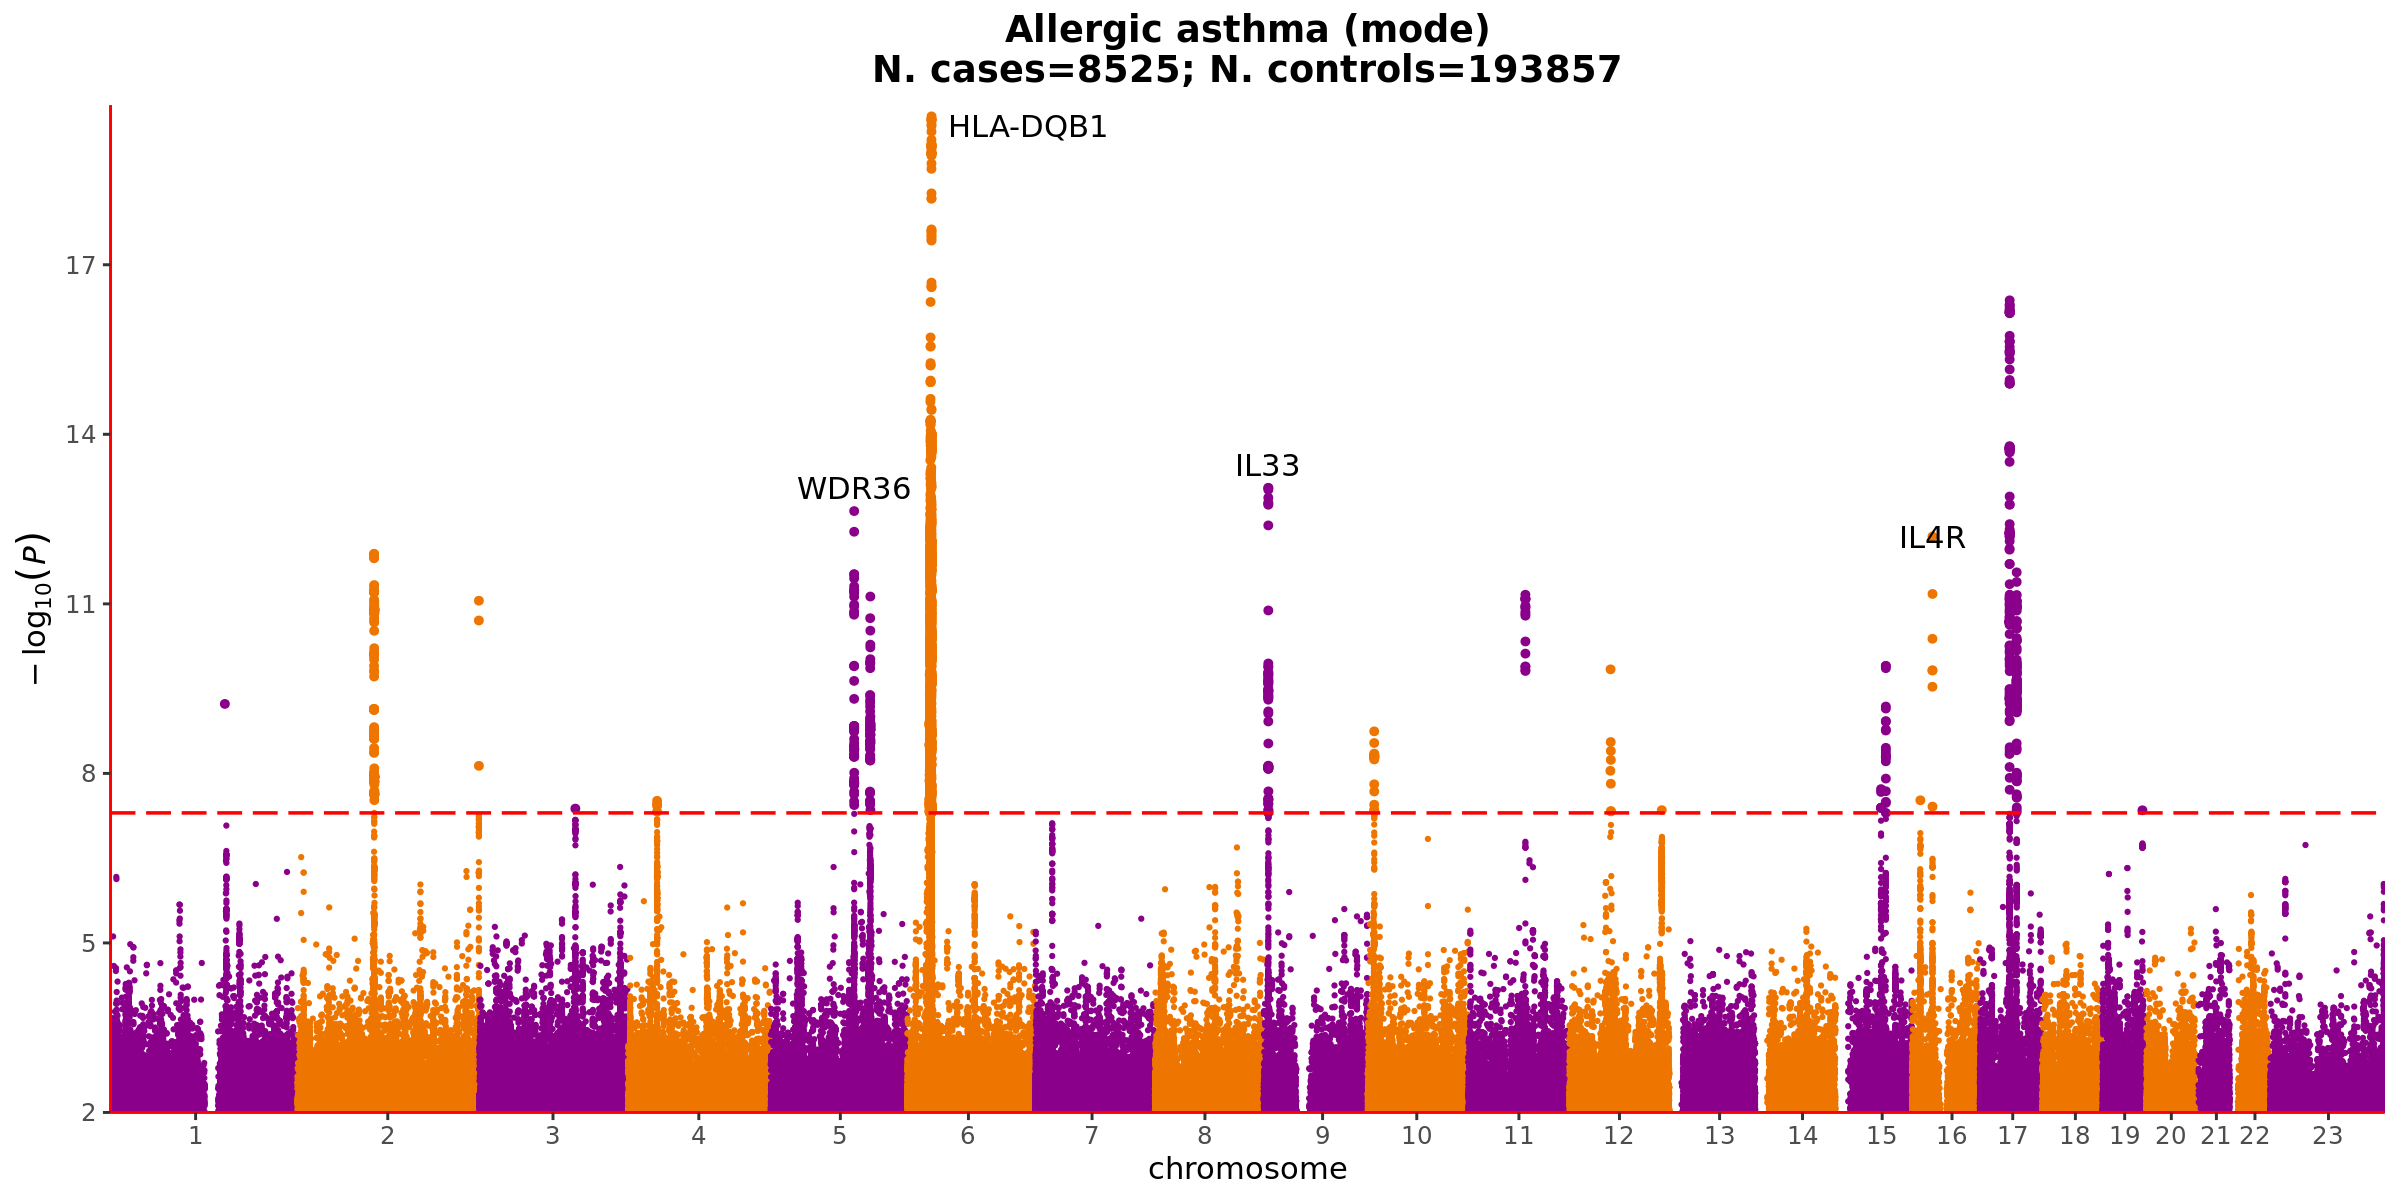 Allergic asthma (mode)
N. cases=8525; N. controls=193857
HLA-DQB1
17
14
IL33
WDR36
IL4R
− log10(P)
11
8
5
2
1 2 3 4 5 6 7 8 9 10 11 12 13 14 15 16 17 18 19 20 21 22 23
chromosome